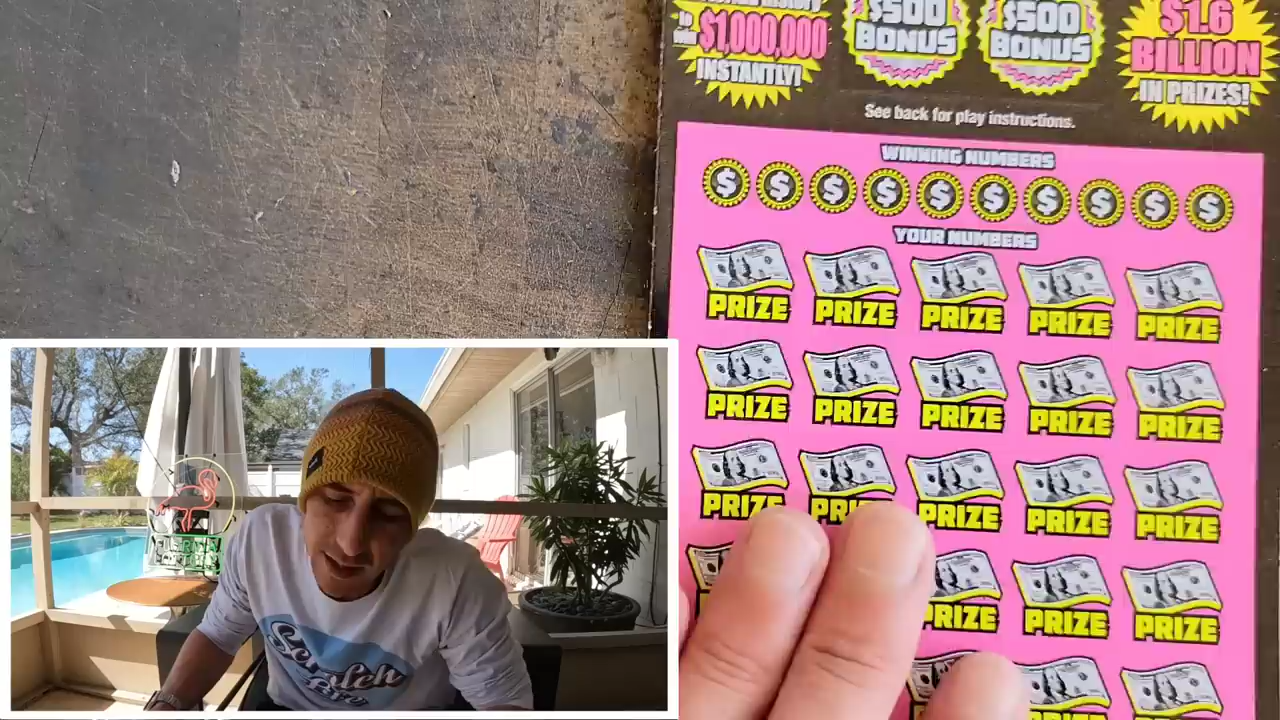 $1,000,000
INSTANTLY!
$500
BONUS
$500
BONUS
$1.6
BILLION
IN PRIZES!
See back for play instructions.
WINNING NUMBERS
$ $ $ $ $ $ $ $ $ $
YOUR NUMBERS
PRIZE PRIZE PRIZE PRIZE PRIZE
PRIZE PRIZE PRIZE PRIZE PRIZE
PRIZE PRIZE PRIZE PRIZE
PRIZE PRIZE PRIZE
PRIZE
Scratch
Life